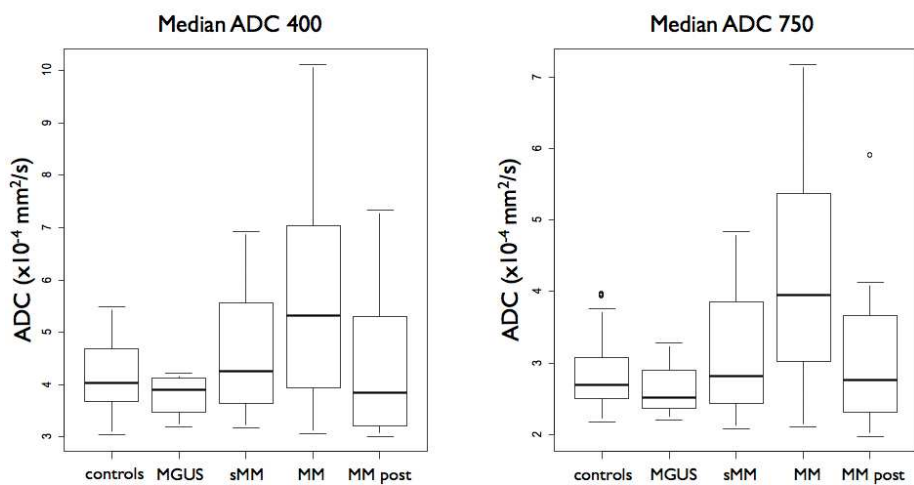 Median ADC 400
ADC (x10⁻⁴ mm²/s)
10
9
8
7
6
5
4
3
controls MGUS sMM MM MM post
Median ADC 750
ADC (x10⁻⁴ mm²/s)
7
6
5
4
3
2
controls MGUS sMM MM MM post